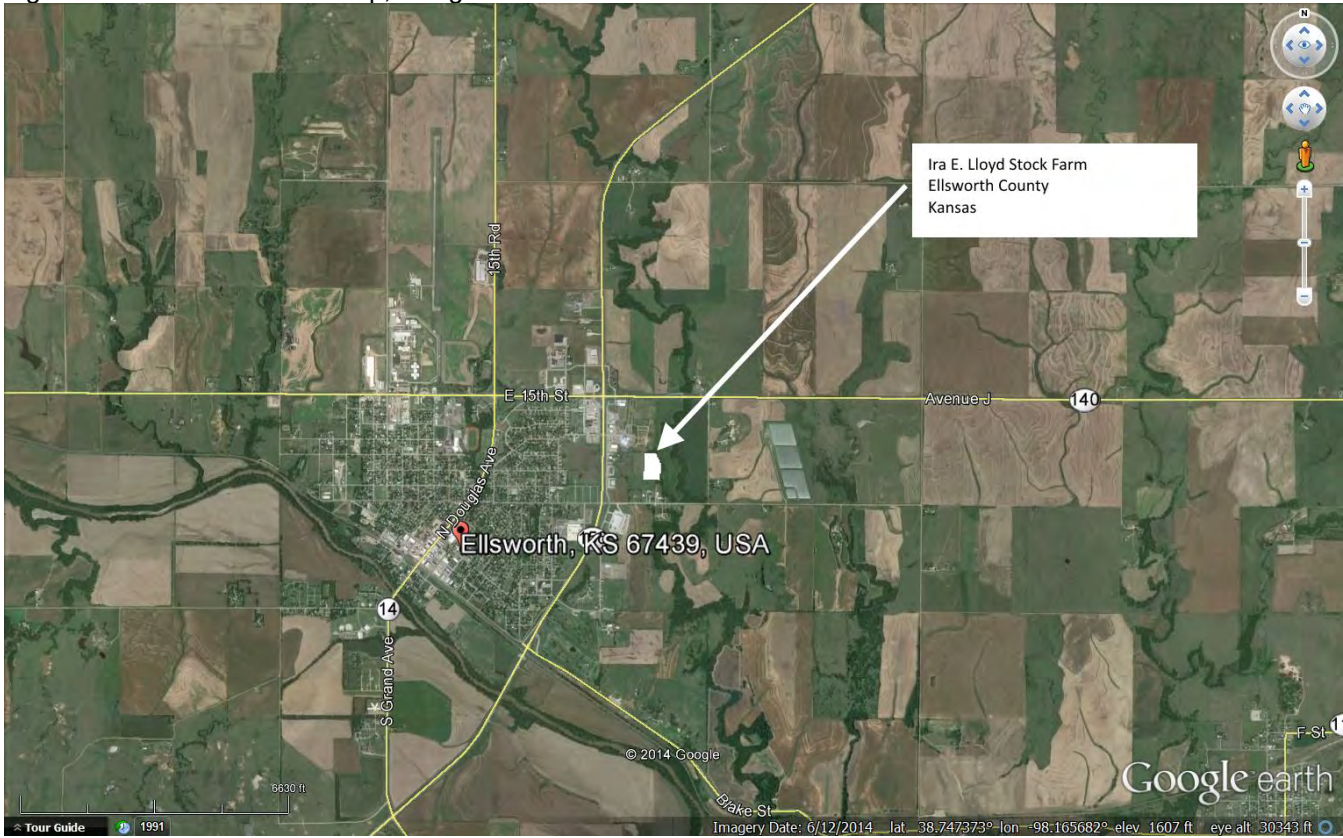 N
Ira E. Lloyd Stock Farm
Ellsworth County
Kansas
15th Rd
E 15th St
Avenue J
140
N Douglas Ave
Ellsworth, KS 67439, USA
14
S Grand Ave
F St
© 2014 Google
Google earth
6630 ft
Blake St
Tour Guide
1991
Imagery Date: 6/12/2014 lat 38.747373° lon -98.165682° elev 1607 ft eye alt 30343 ft